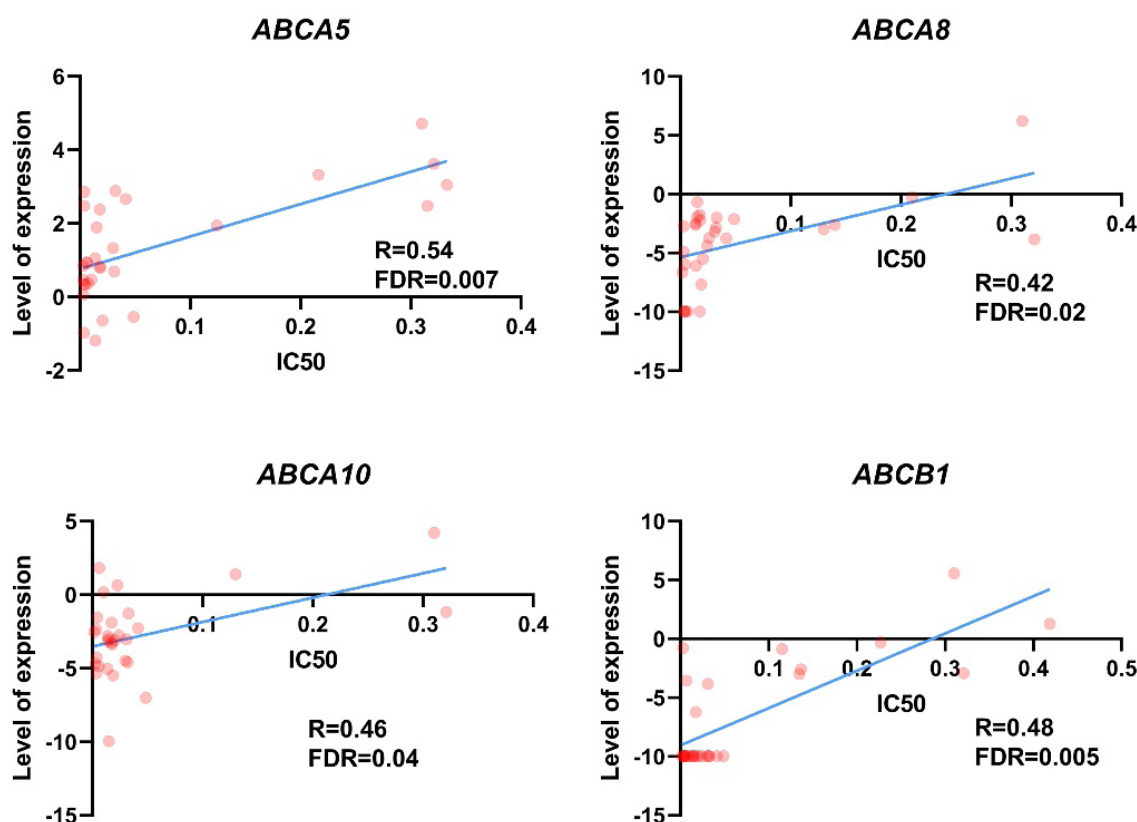 ABCA5
Level of expression
6
4
2
0
-2
0.1 0.2 0.3 0.4
IC50
R=0.54
FDR=0.007
ABCA8
Level of expression
10
5
0
-5
-10
-15
0.1 0.2 0.3 0.4
IC50
R=0.42
FDR=0.02
ABCA10
Level of expression
5
0
-5
-10
-15
0.1 0.2 0.3 0.4
IC50
R=0.46
FDR=0.04
ABCB1
Level of expression
10
5
0
-5
-10
-15
0.1 0.2 0.3 0.4 0.5
IC50
R=0.48
FDR=0.005